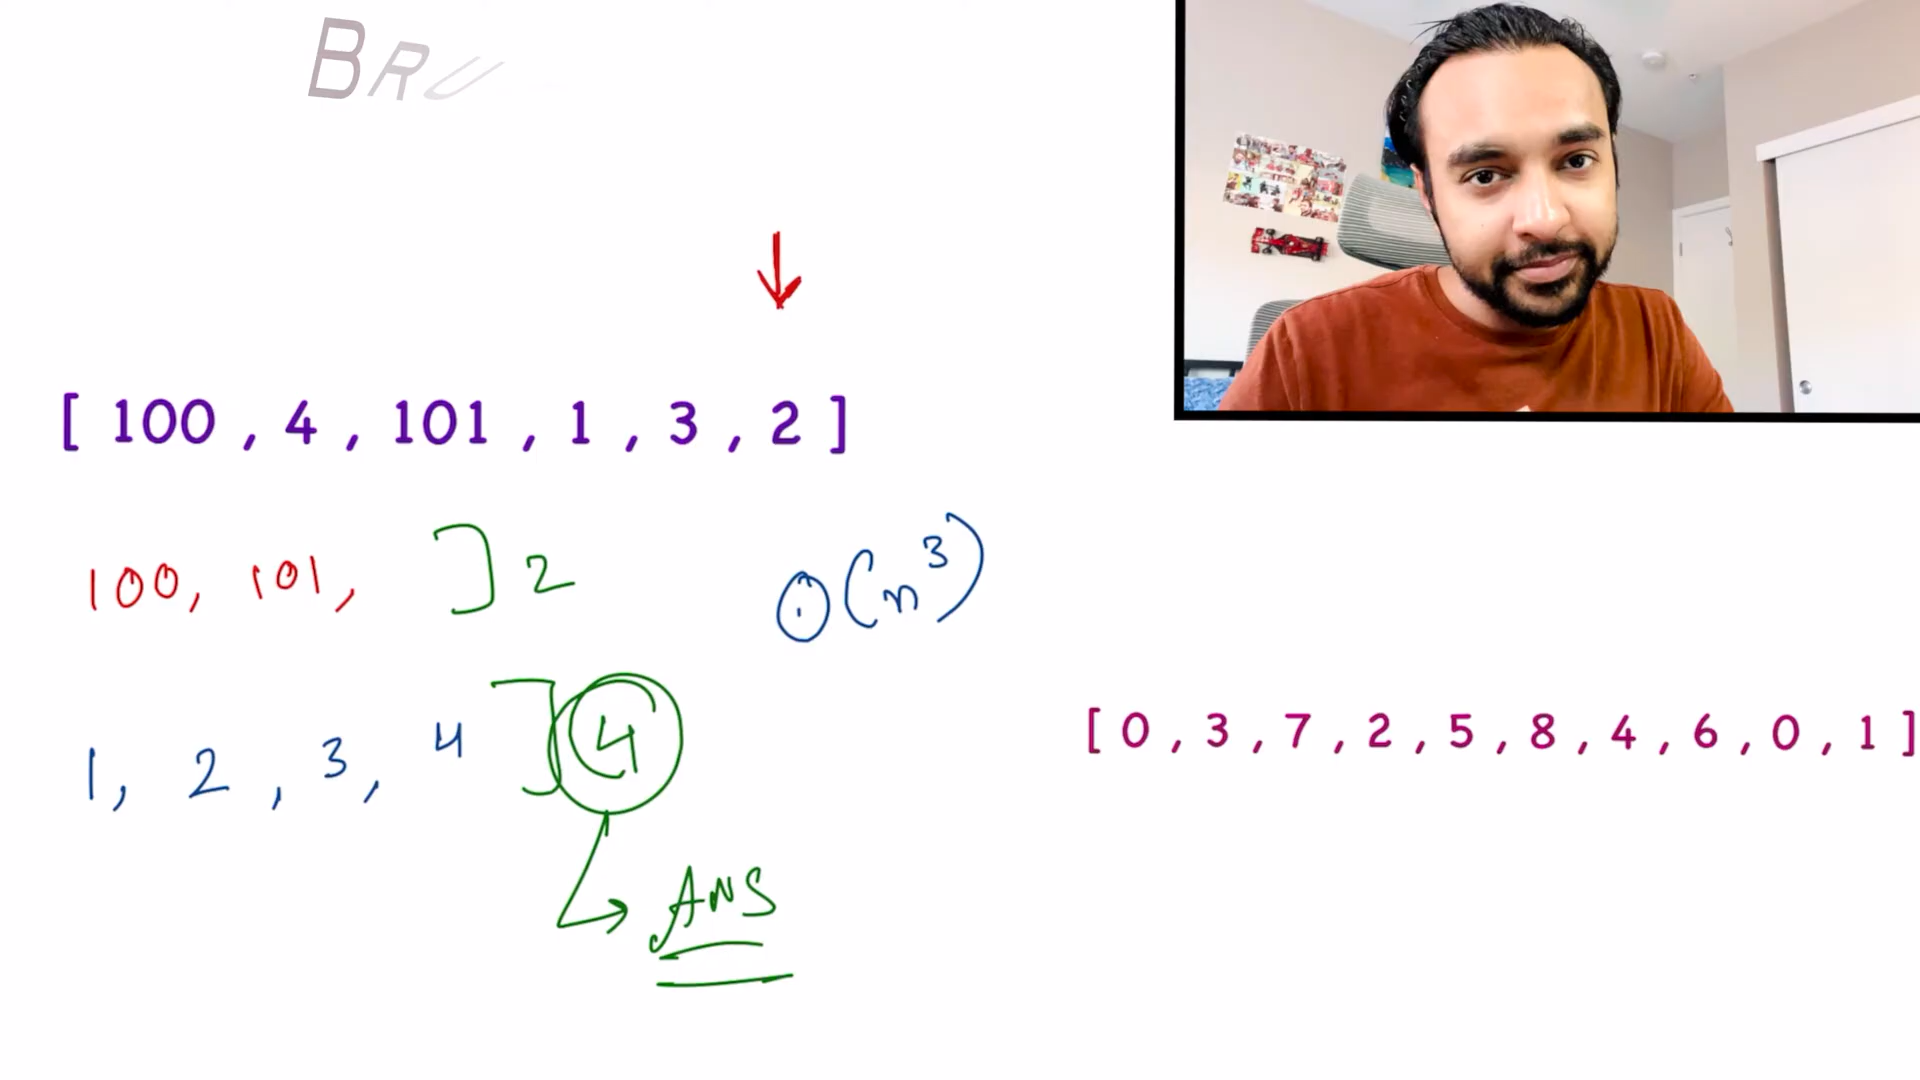 BRU
[ 100 , 4 , 101 , 1 , 3 , 2 ]
100, 101, ] 2
O(n³)
1, 2, 3, 4 ] 4
ANS
[ 0 , 3 , 7 , 2 , 5 , 8 , 4 , 6 , 0 , 1 ]